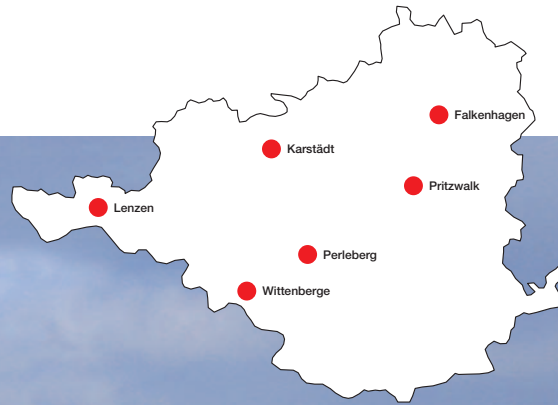 Falkenhagen
Karstädt
Pritzwalk
Lenzen
Perleberg
Wittenberge